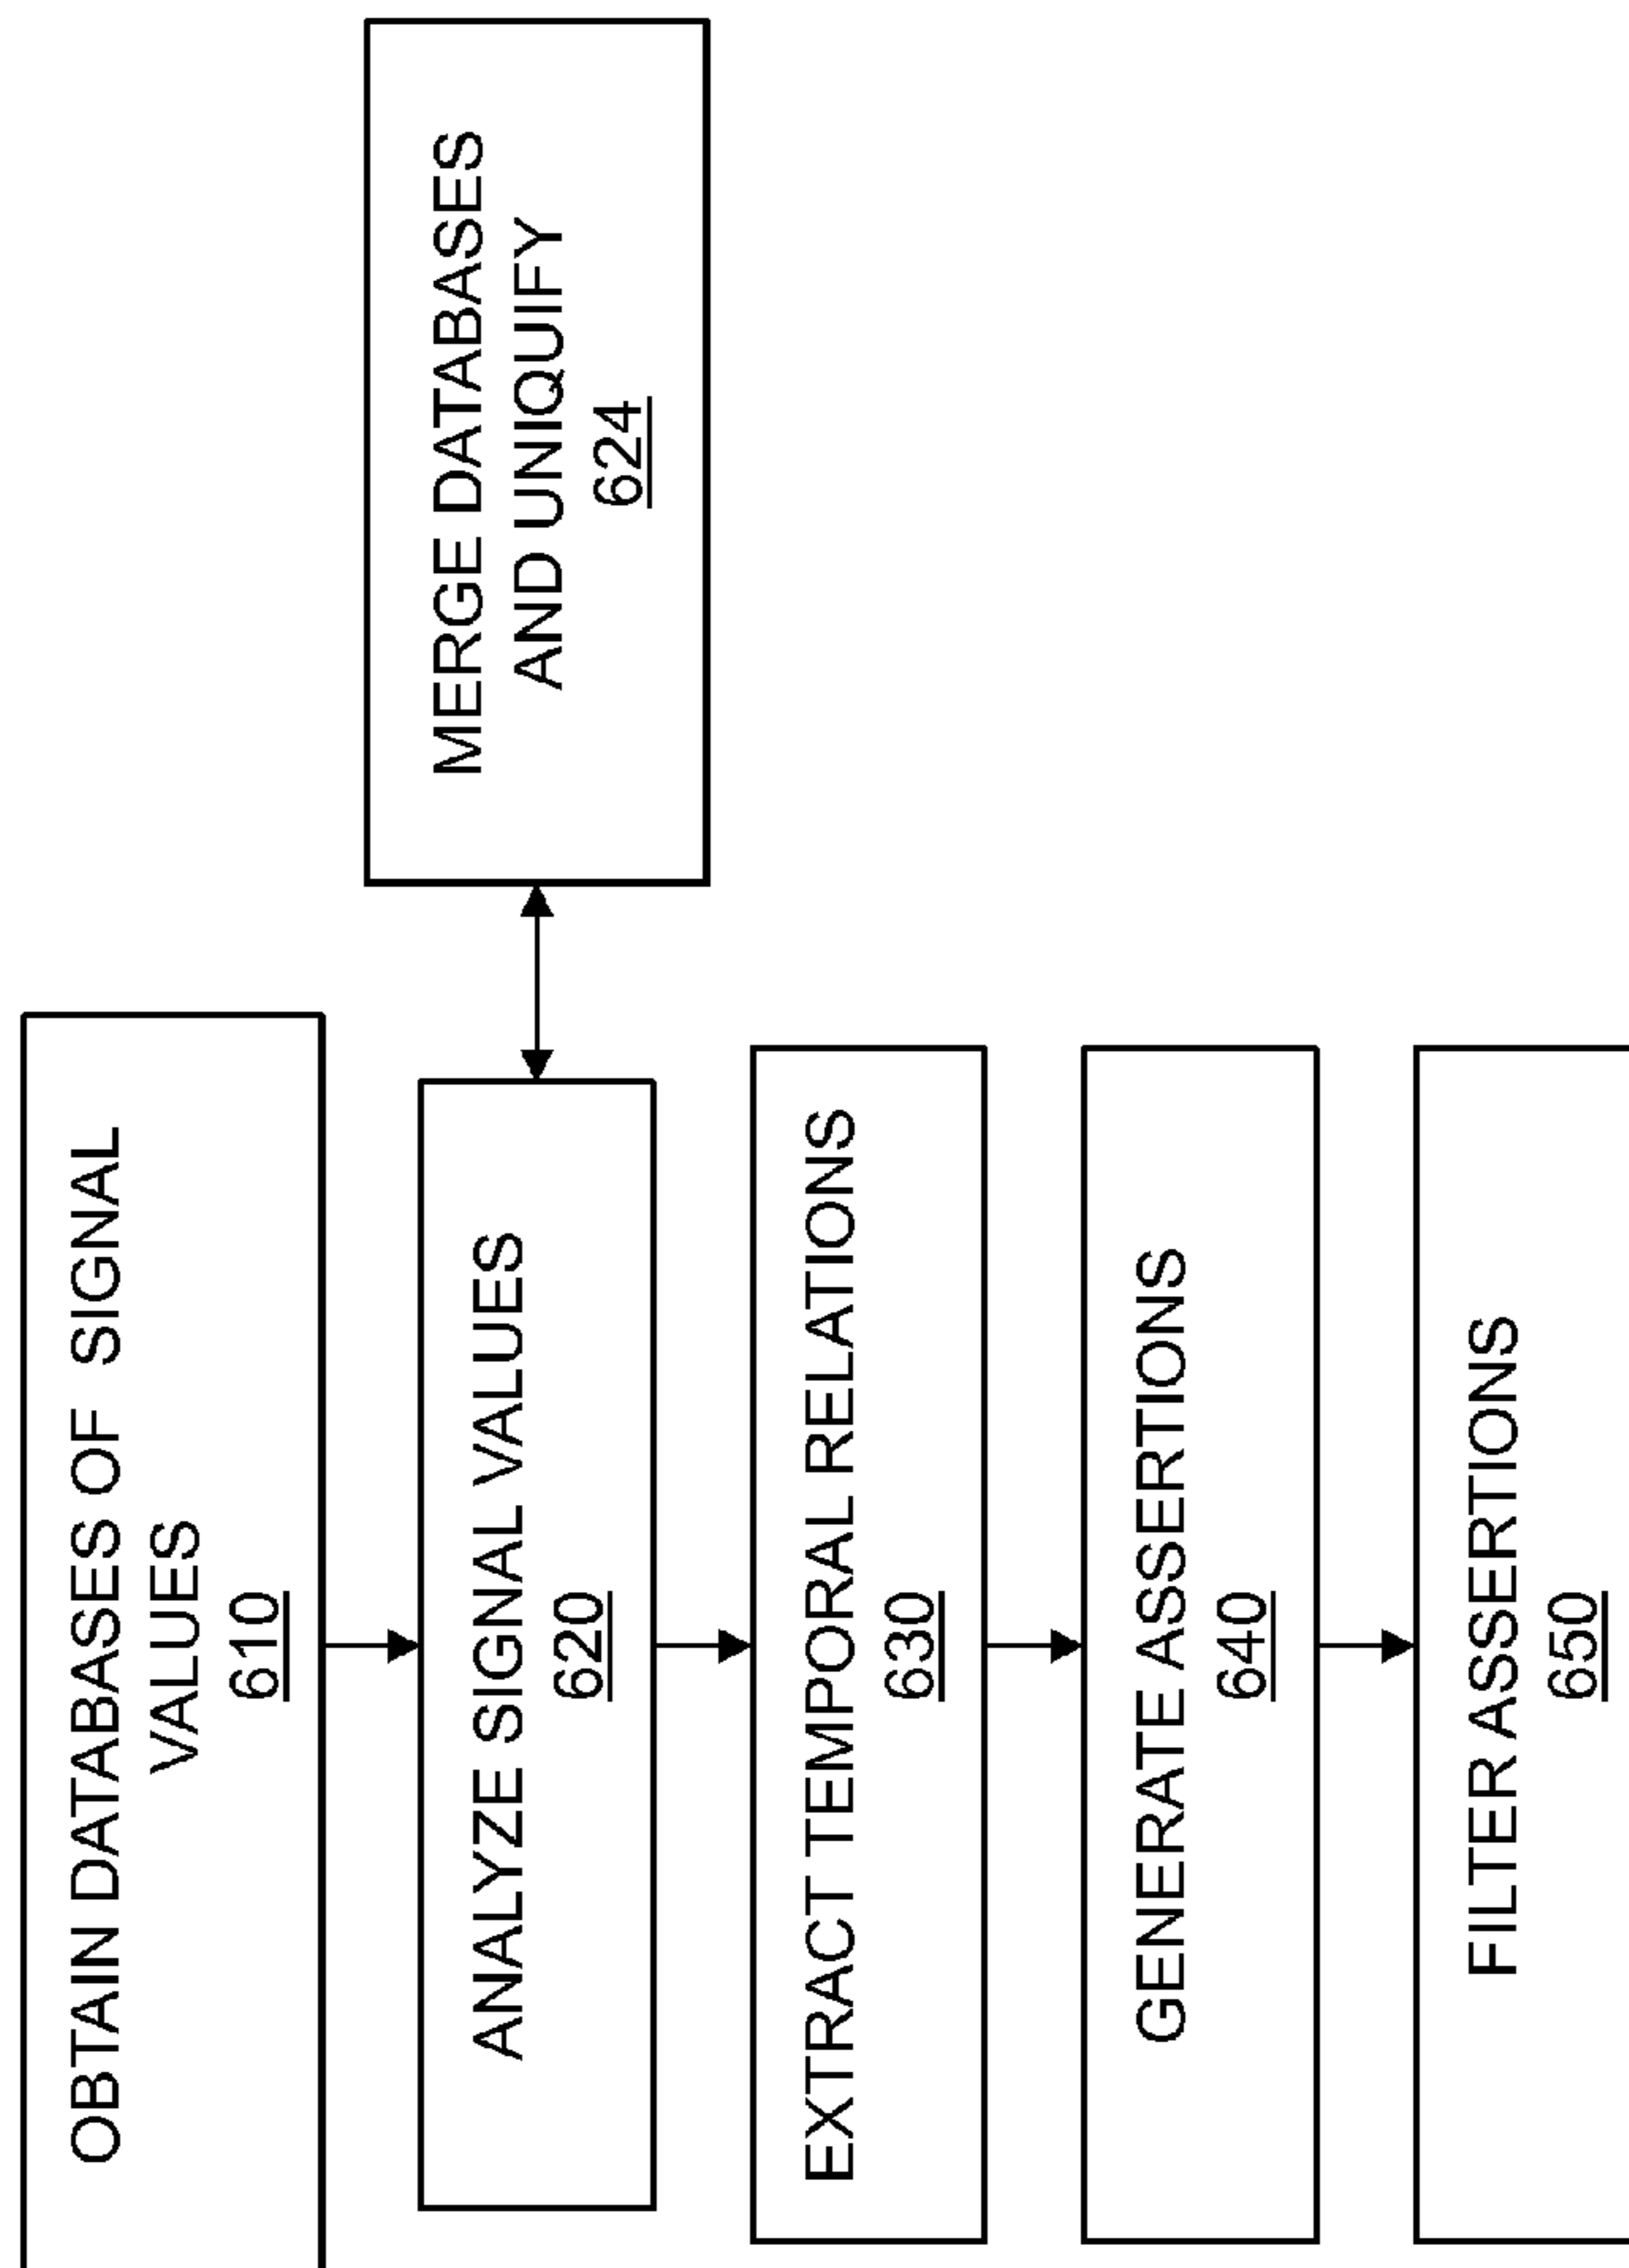 OBTAIN DATABASES OF SIGNAL
VALUES
610
ANALYZE SIGNAL VALUES
620
MERGE DATABASES
AND UNIQUIFY
624
EXTRACT TEMPORAL RELATIONS
630
GENERATE ASSERTIONS
640
FILTER ASSERTIONS
650